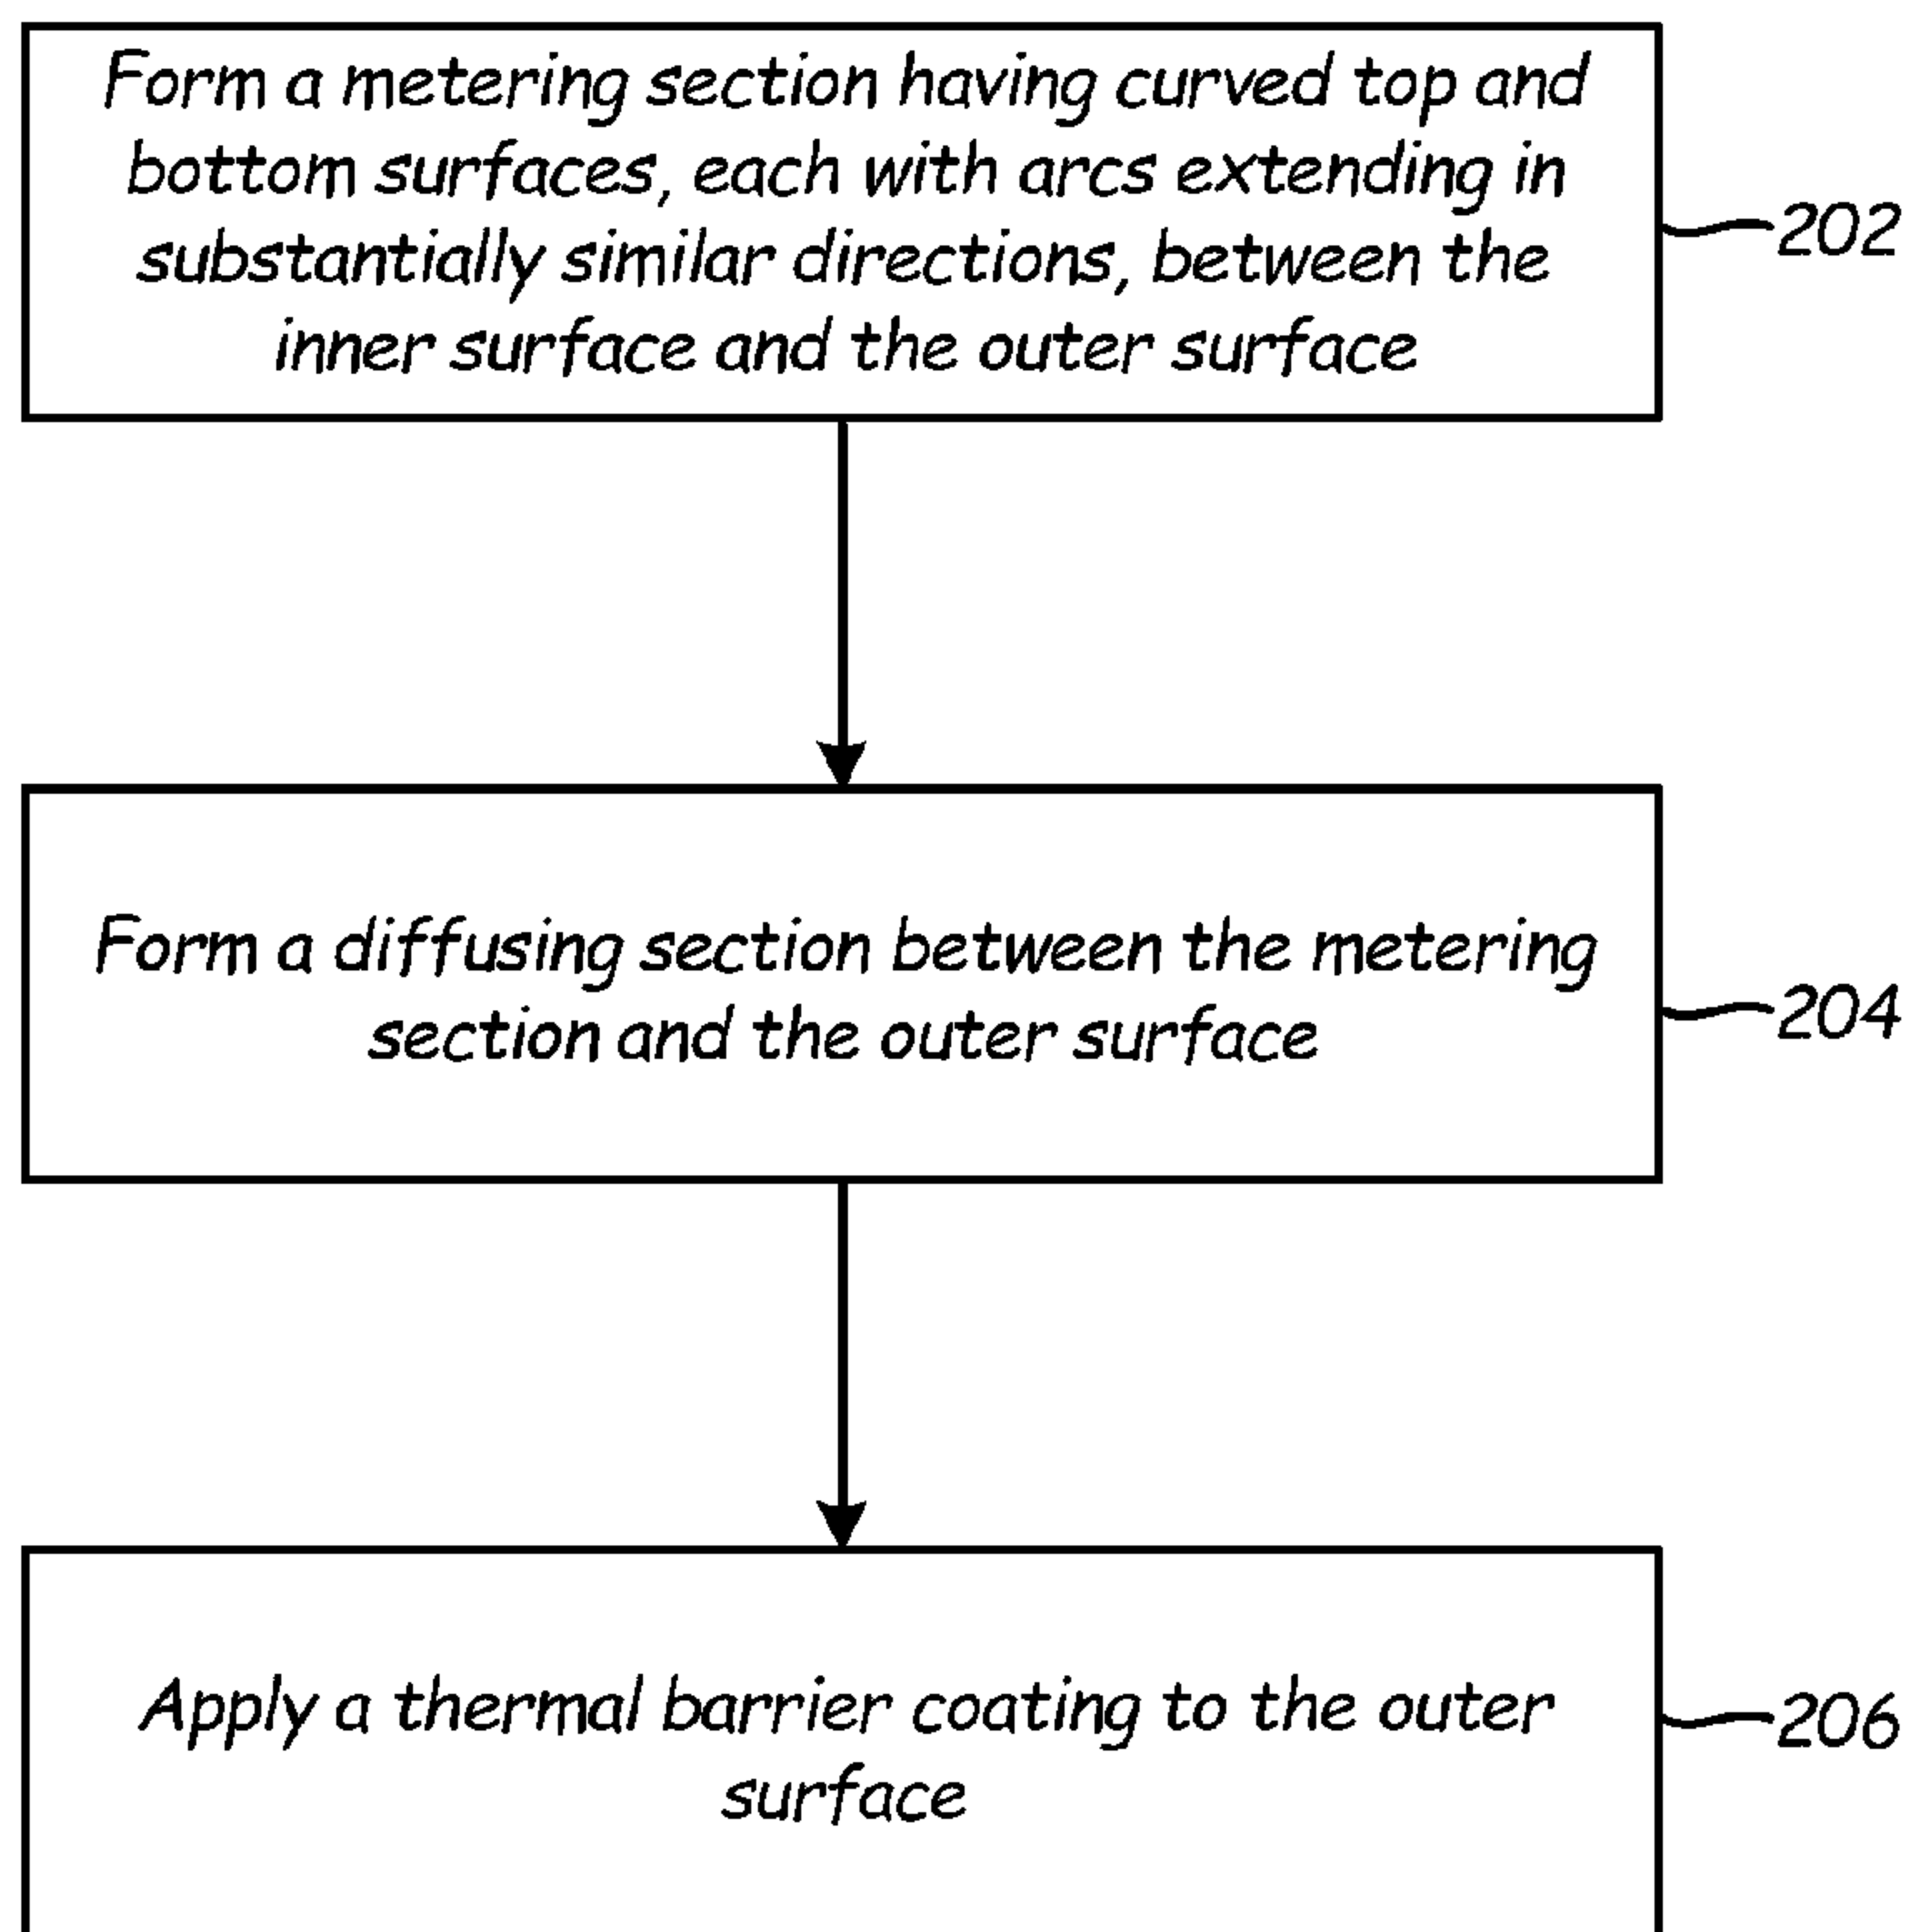 Form a metering section having curved top and
bottom surfaces, each with arcs extending in
substantially similar directions, between the
inner surface and the outer surface
202
Form a diffusing section between the metering
section and the outer surface
204
Apply a thermal barrier coating to the outer
surface
206